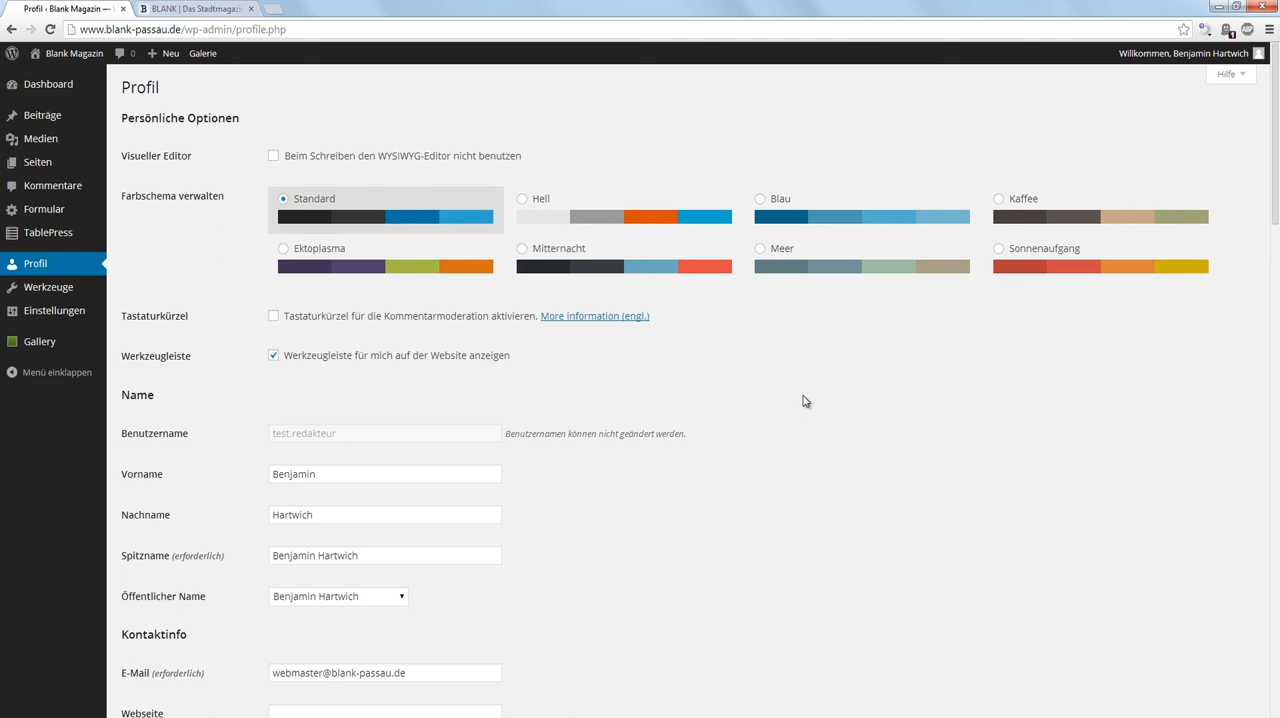 Profil ‹ Blank Magazin — \
BLANK | Das Stadtmagazi
www.blank-passau.de/wp-admin/profile.php
Blank Magazin
0
Neu
Galerie
Willkommen, Benjamin Hartwich
Hilfe
Dashboard
Beiträge
Medien
Seiten
Kommentare
Formular
TablePress
Profil
Werkzeuge
Einstellungen
Gallery
Menü einklappen
Profil
Persönliche Optionen
Visueller Editor
Beim Schreiben den WYSIWYG-Editor nicht benutzen
Farbschema verwalten
Standard
Hell
Blau
Kaffee
Ektoplasma
Mitternacht
Meer
Sonnenaufgang
Tastaturkürzel
Tastaturkürzel für die Kommentarmoderation aktivieren. More information (engl.)
Werkzeugleiste
Werkzeugleiste für mich auf der Website anzeigen
Name
Benutzername
test.redakteur
Benutzernamen können nicht geändert werden.
Vorname
Benjamin
Nachname
Hartwich
Spitzname (erforderlich)
Benjamin Hartwich
Öffentlicher Name
Benjamin Hartwich
Kontaktinfo
E-Mail (erforderlich)
webmaster@blank-passau.de
Webseite